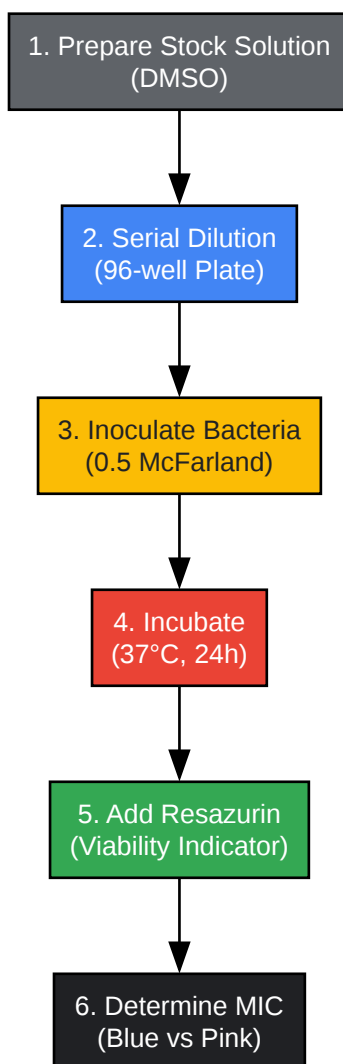 1. Prepare Stock Solution
(DMSO)
2. Serial Dilution
(96-well Plate)
3. Inoculate Bacteria
(0.5 McFarland)
4. Incubate
(37°C, 24h)
5. Add Resazurin
(Viability Indicator)
6. Determine MIC
(Blue vs Pink)